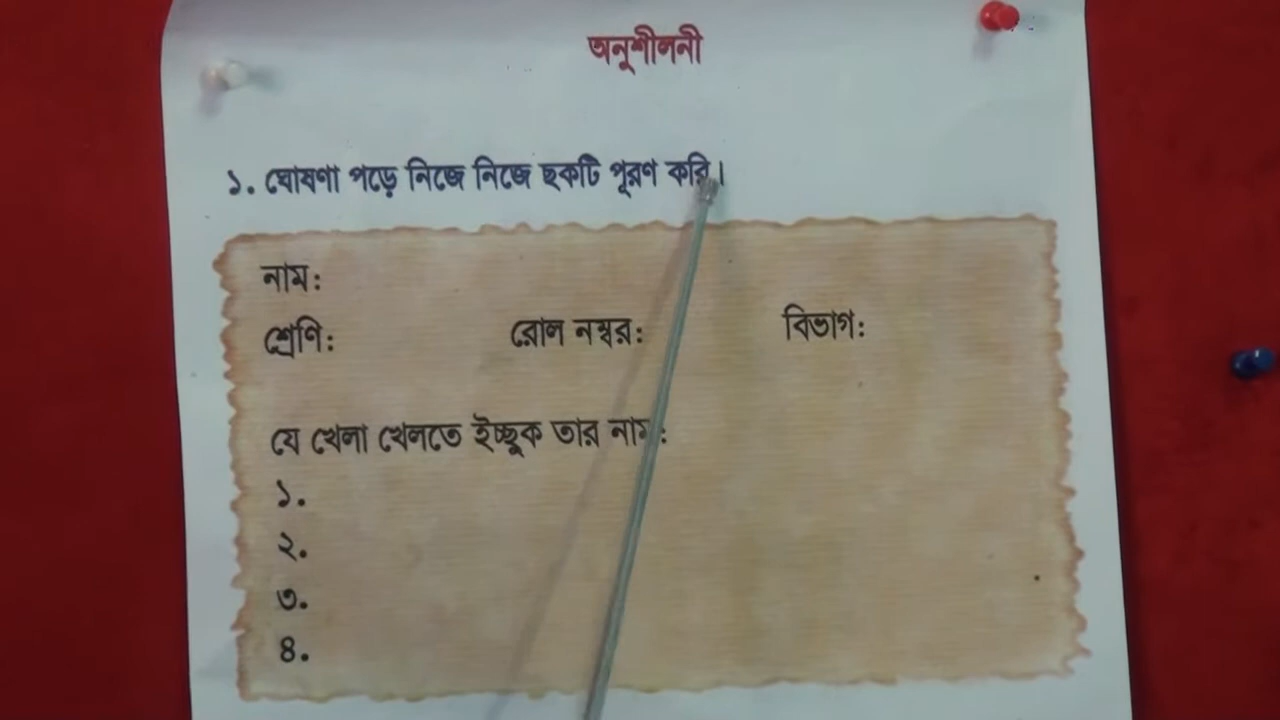 অনুশীলনী
১. ঘোষণা পড়ে নিজে নিজে ছকটি পূরণ করি।
নাম:
শ্রেণি: রোল নম্বর: বিভাগ:
যে খেলা খেলতে ইচ্ছুক তার নাম:
১.
২.
৩.
৪.